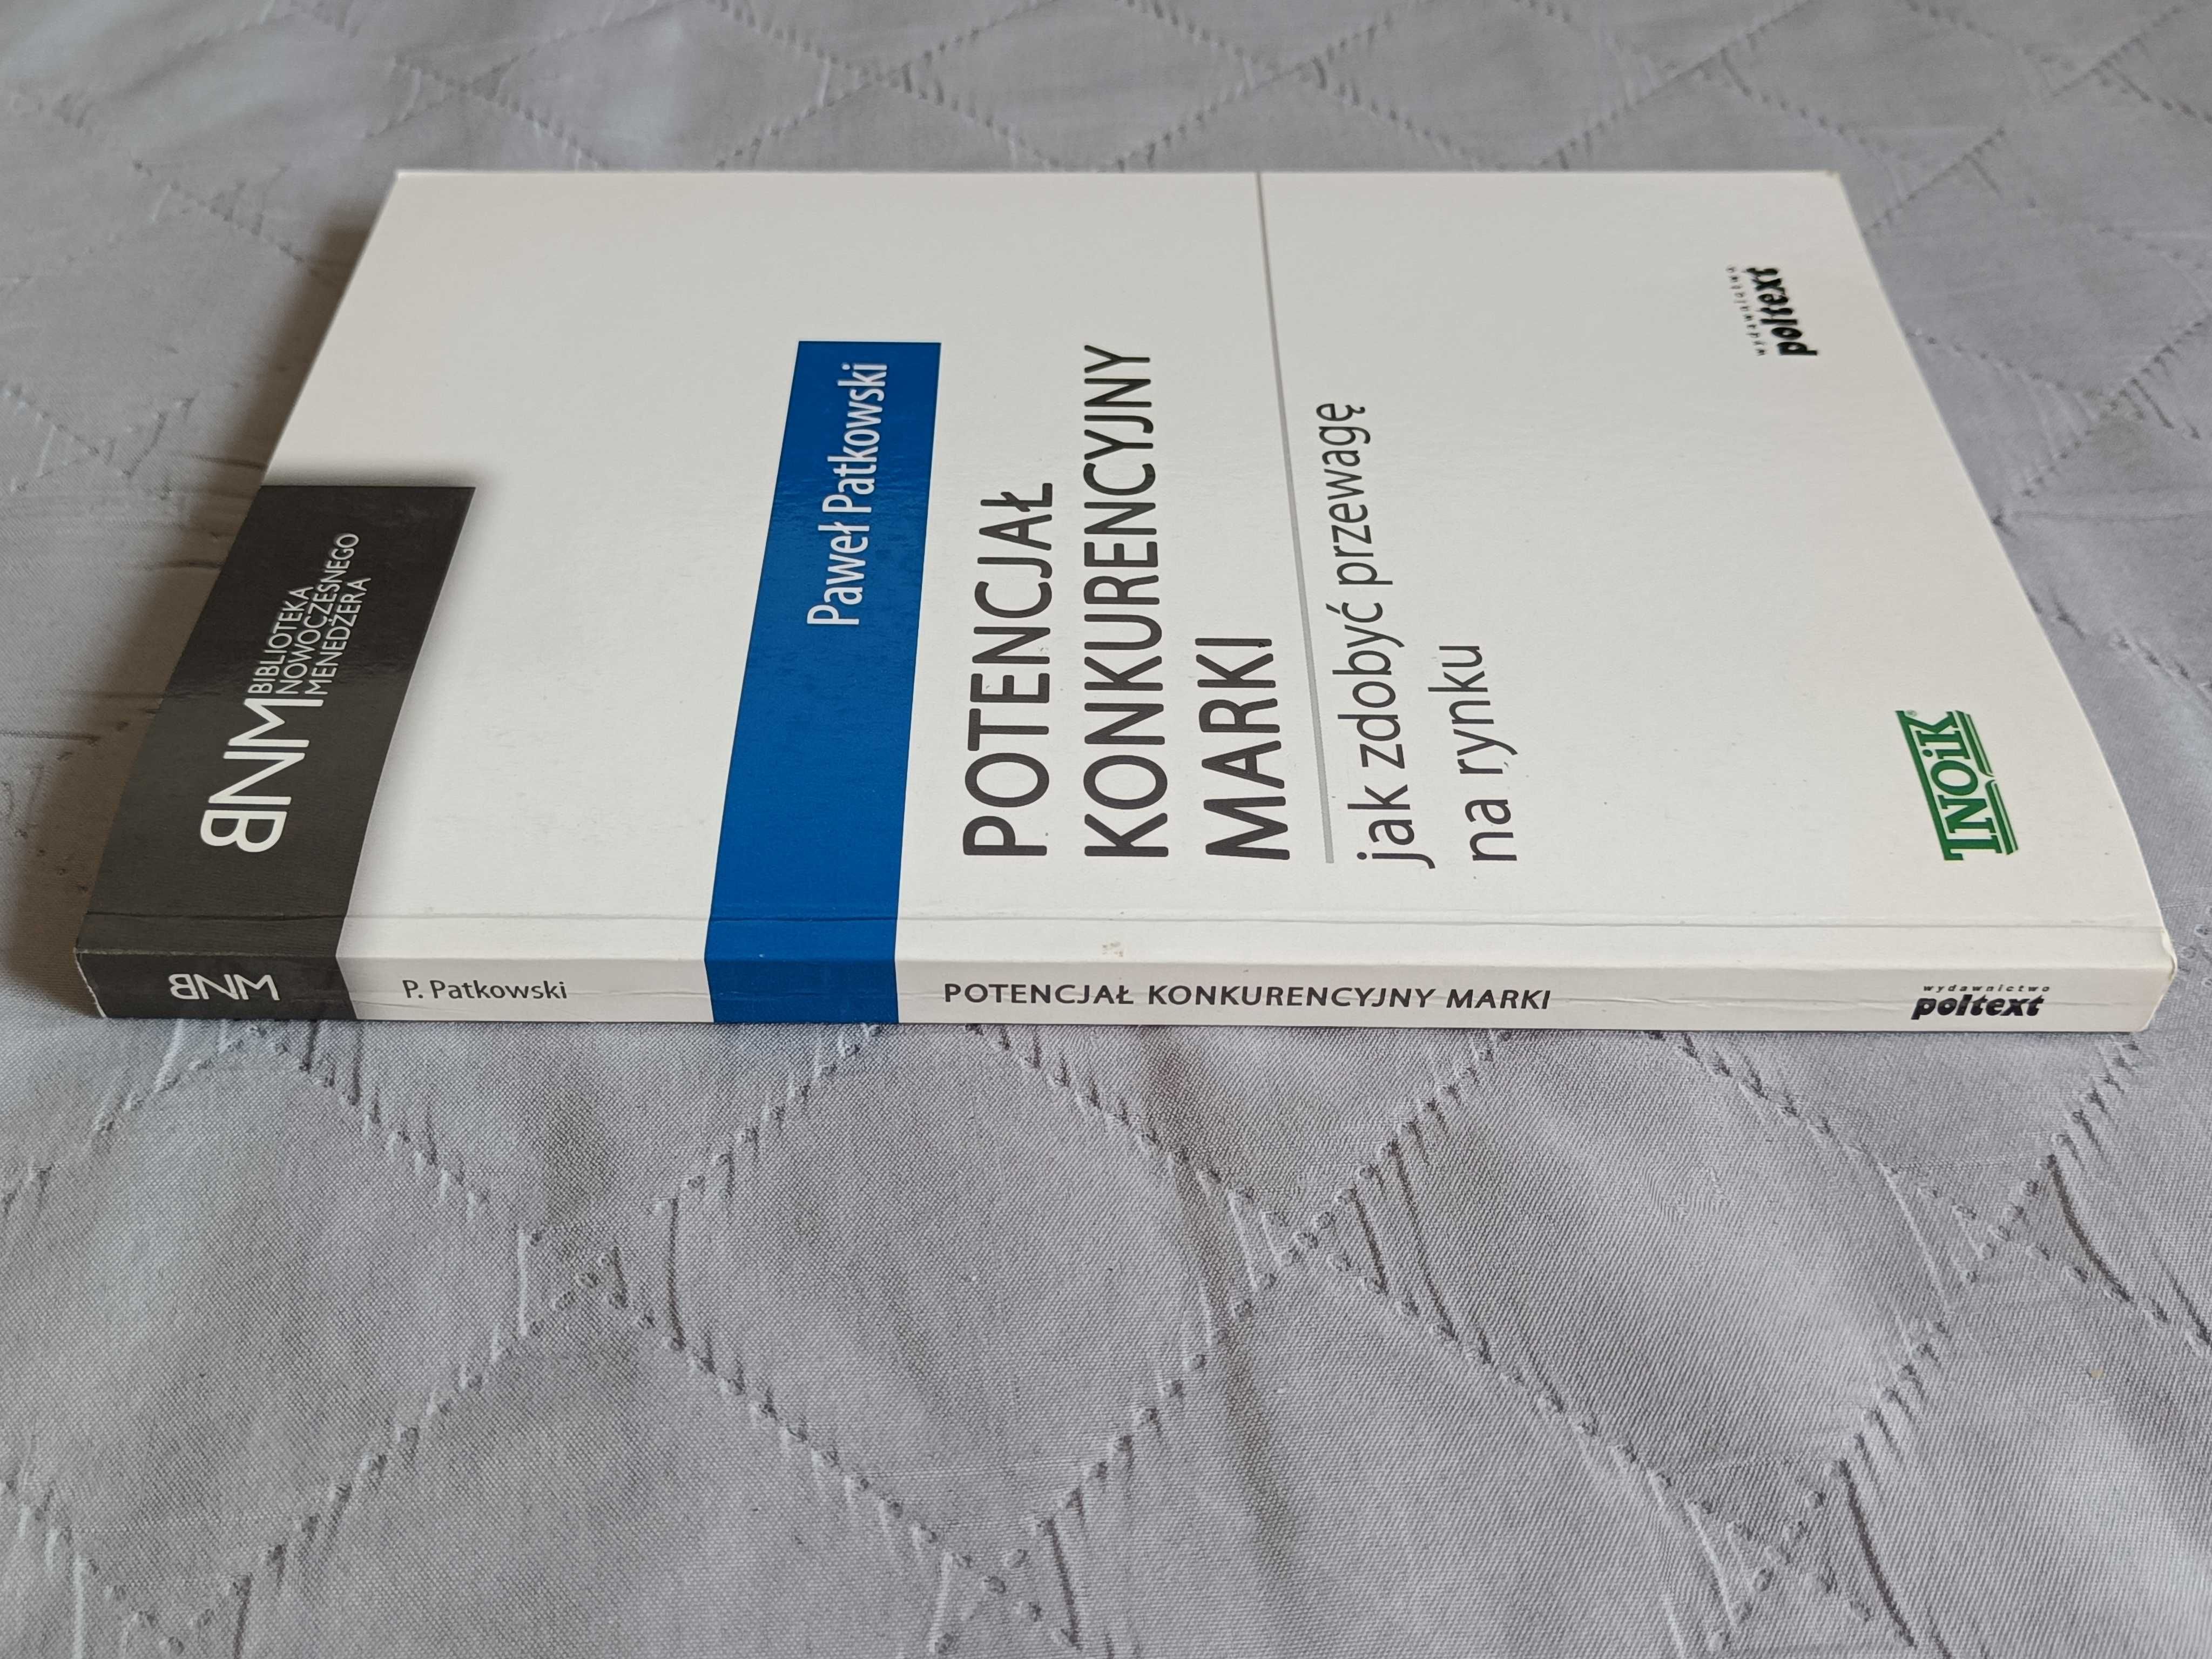 BNM
BIBLIOTEKA
NOWOCZESNEGO
MENEDŻERA
Paweł Patkowski
POTENCJAŁ
KONKURENCYJNY
MARKI
jak zdobyć przewagę
na rynku
TNOiK®
wydawnictwo
poltext
BNM
P. Patkowski
POTENCJAŁ KONKURENCYJNY MARKI
wydawnictwo
poltext